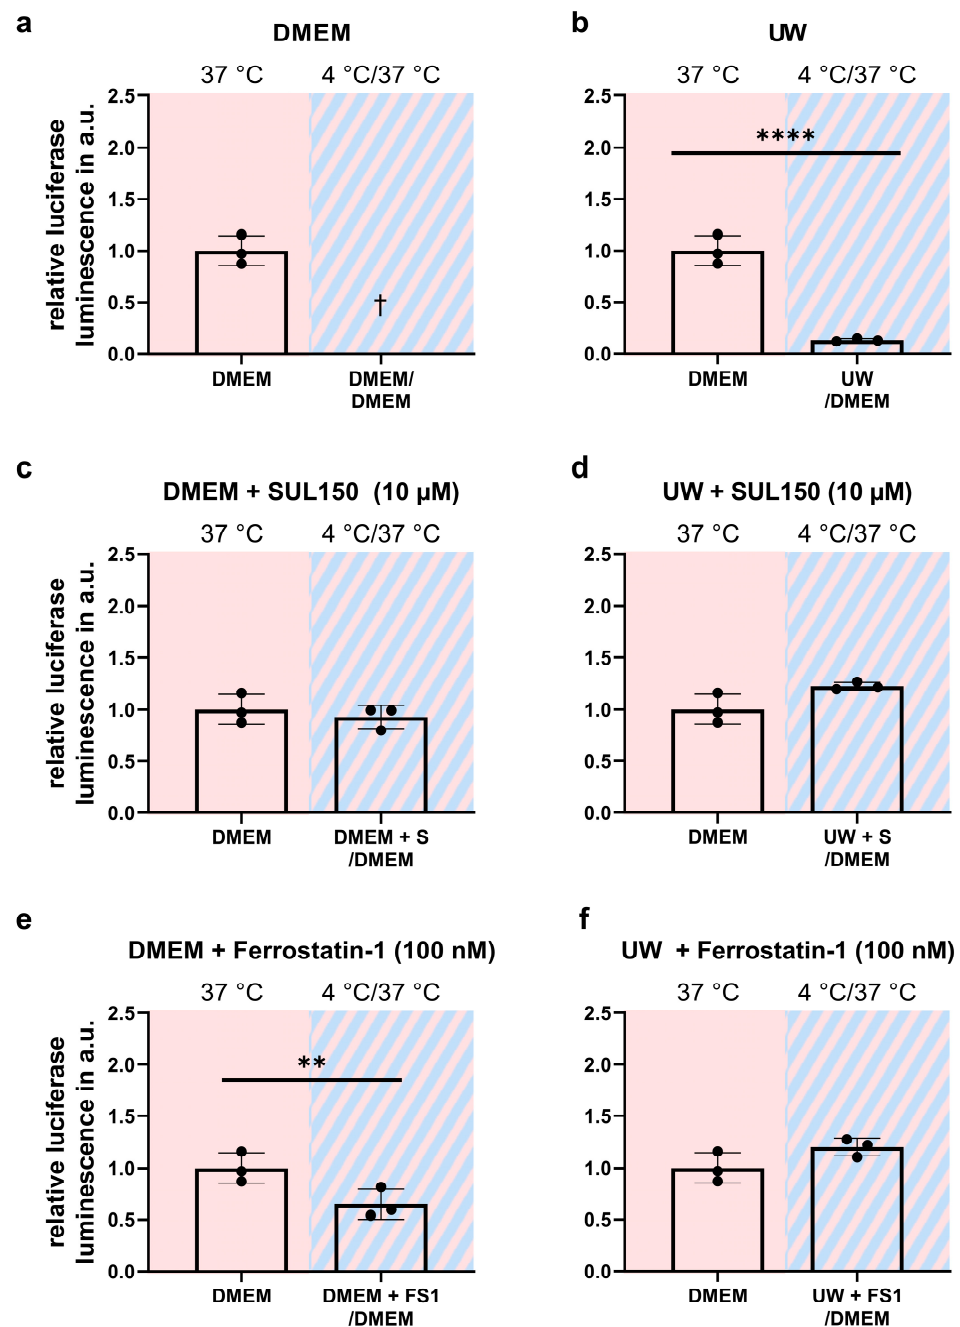 a
DMEM
37 °C
4 °C/37 °C
relative luciferase
luminescence in a.u.
2.5
2.0
1.5
1.0
0.5
0.0
†
DMEM
DMEM/
DMEM
b
UW
37 °C
4 °C/37 °C
2.5
2.0
1.5
1.0
0.5
0.0
****
DMEM
UW
/DMEM
c
DMEM + SUL150 (10 µM)
37 °C
4 °C/37 °C
relative luciferase
luminescence in a.u.
2.5
2.0
1.5
1.0
0.5
0.0
DMEM
DMEM + S
/DMEM
d
UW + SUL150 (10 µM)
37 °C
4 °C/37 °C
2.5
2.0
1.5
1.0
0.5
0.0
DMEM
UW + S
/DMEM
e
DMEM + Ferrostatin-1 (100 nM)
37 °C
4 °C/37 °C
relative luciferase
luminescence in a.u.
2.5
2.0
1.5
1.0
0.5
0.0
**
DMEM
DMEM + FS1
/DMEM
f
UW + Ferrostatin-1 (100 nM)
37 °C
4 °C/37 °C
2.5
2.0
1.5
1.0
0.5
0.0
DMEM
UW + FS1
/DMEM